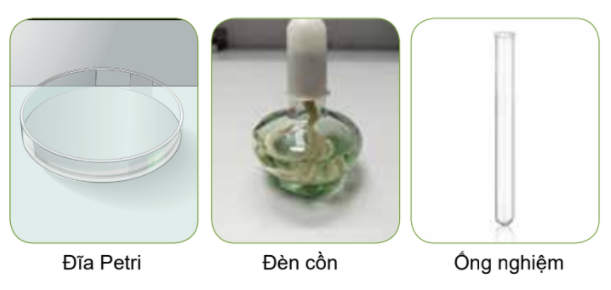 Đĩa Petri
Đèn cồn
Ống nghiệm